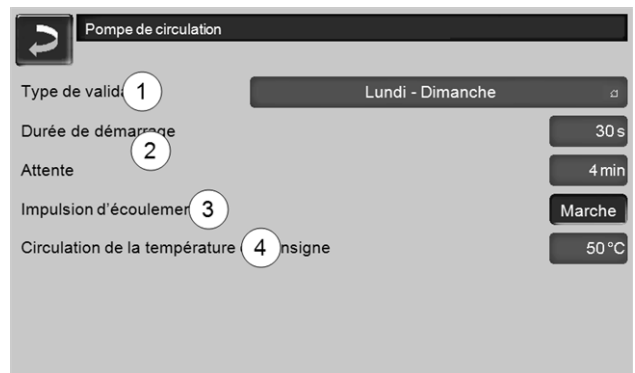 Pompe de circulation
Type de valida 1 Lundi - Dimanche
Durée de démarrage 30 s
2
Attente 4 min
Impulsion d'écoulemen 3 Marche
Circulation de la température 4 nsigne 50 °C